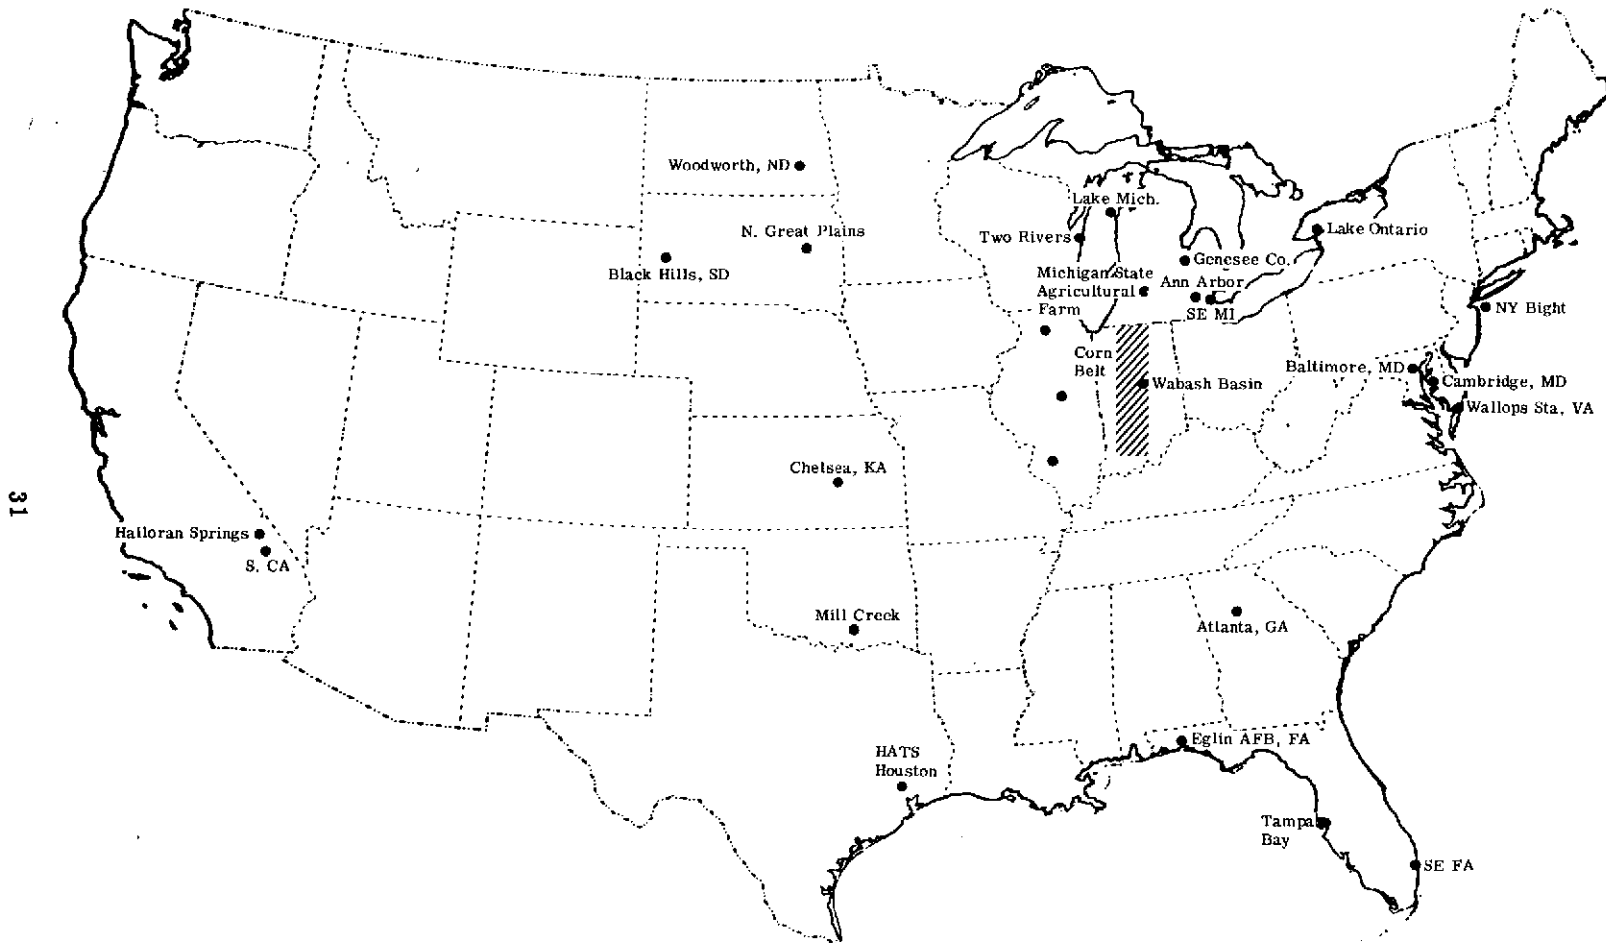 Woodworth, ND
Lake Mich.
N. Great Plains
Two Rivers
Lake Ontario
Black Hills, SD
Genesee Co.
Michigan State
Agricultural
Farm
Ann Arbor
SE MI
NY Bight
Corn
Belt
Baltimore, MD
Wabash Basin
Cambridge, MD
Wallops Sta, VA
Chelsea, KA
31
Halloran Springs
S. CA
Mill Creek
Atlanta, GA
Eglin AFB, FA
HATS
Houston
Tampa
Bay
SE FA